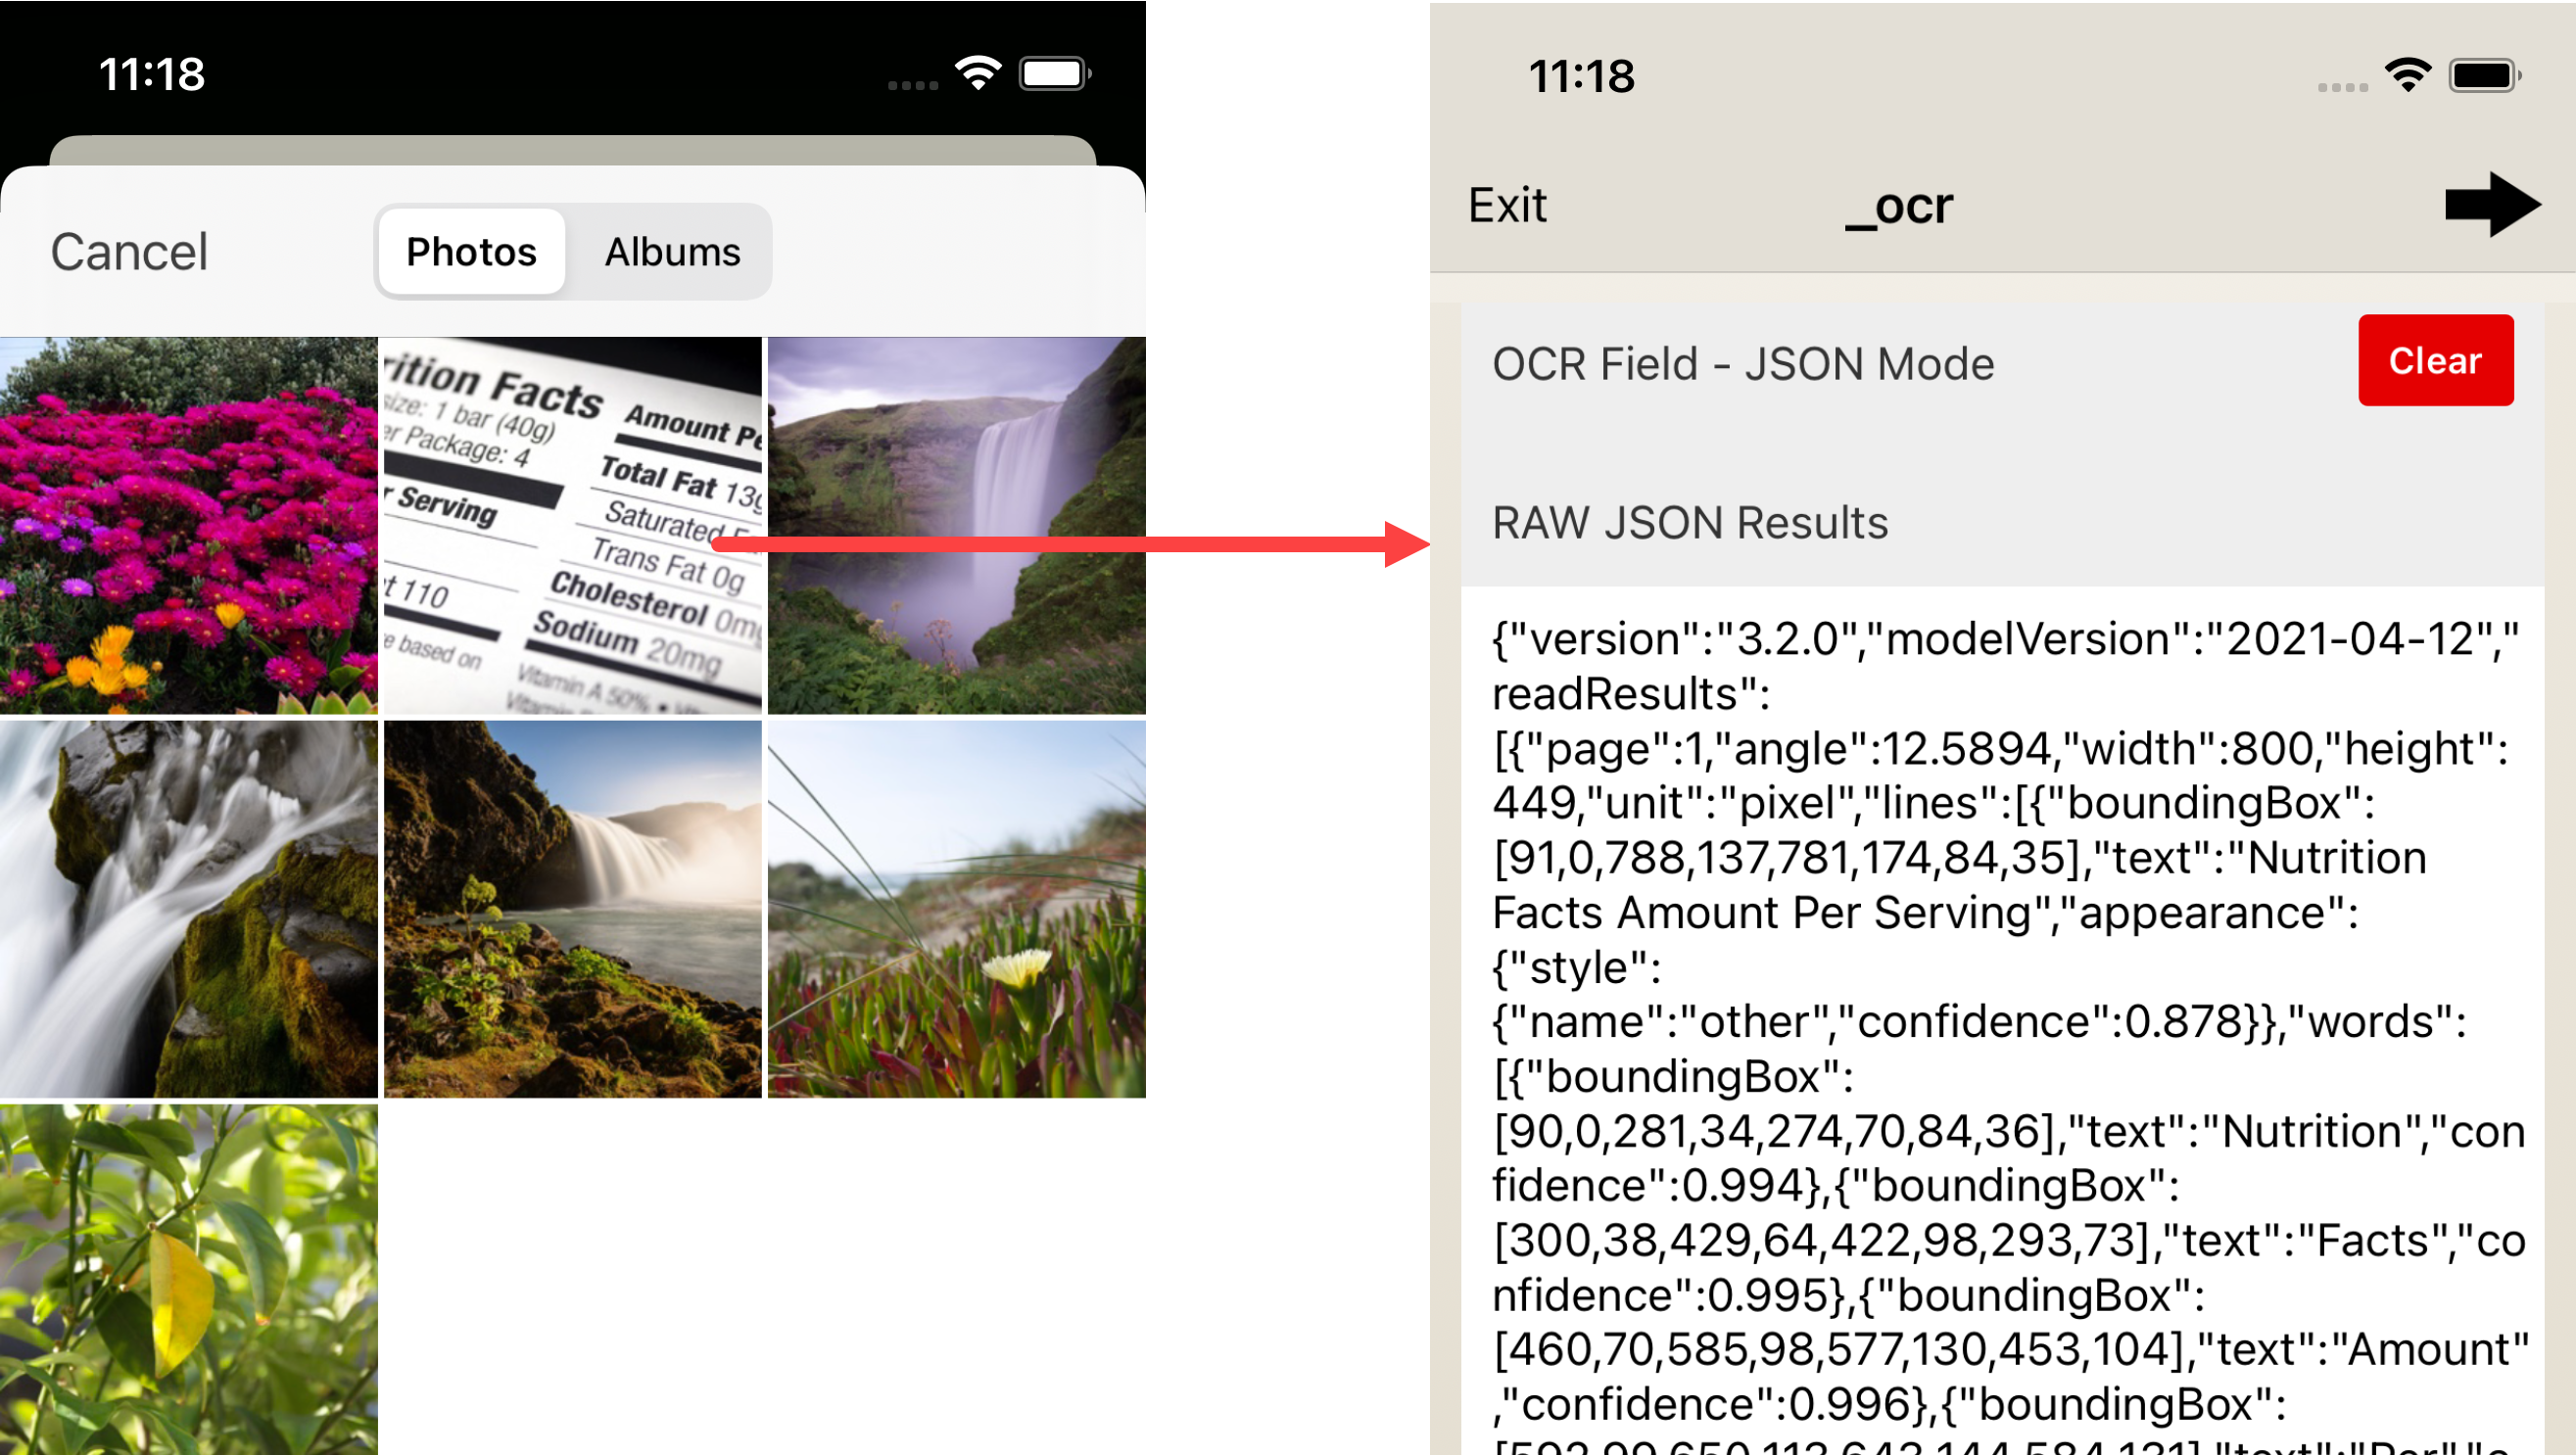 11:18
Cancel
Photos Albums
rition Facts
size: 1 bar (40g)
er Package: 4
r Serving
t 110
e based on
Amount Pe
Total Fat 13g
Saturated
Trans Fat 0g
Cholesterol 0mg
Sodium 20mg
Vitamin A 50% •
11:18
Exit _ocr
OCR Field - JSON Mode
Clear
RAW JSON Results
{"version":"3.2.0","modelVersion":"2021-04-12","
readResults":
[{"page":1,"angle":12.5894,"width":800,"height":
449,"unit":"pixel","lines":[{"boundingBox":
[91,0,788,137,781,174,84,35],"text":"Nutrition
Facts Amount Per Serving","appearance":
{"style":
{"name":"other","confidence":0.878}},"words":
[{"boundingBox":
[90,0,281,34,274,70,84,36],"text":"Nutrition","con
fidence":0.994},{"boundingBox":
[300,38,429,64,422,98,293,73],"text":"Facts","co
nfidence":0.995},{"boundingBox":
[460,70,585,98,577,130,453,104],"text":"Amount"
,"confidence":0.996},{"boundingBox":